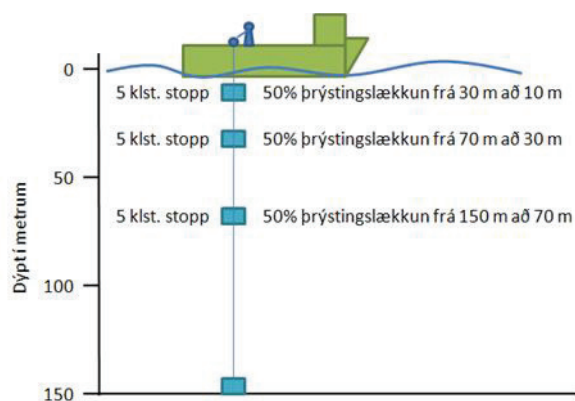 0
5 klst. stopp 50% þrýstingslækkun frá 30 m að 10 m
5 klst. stopp 50% þrýstingslækkun frá 70 m að 30 m
50
5 klst. stopp 50% þrýstingslækkun frá 150 m að 70 m
Dýpt í metrum
100
150